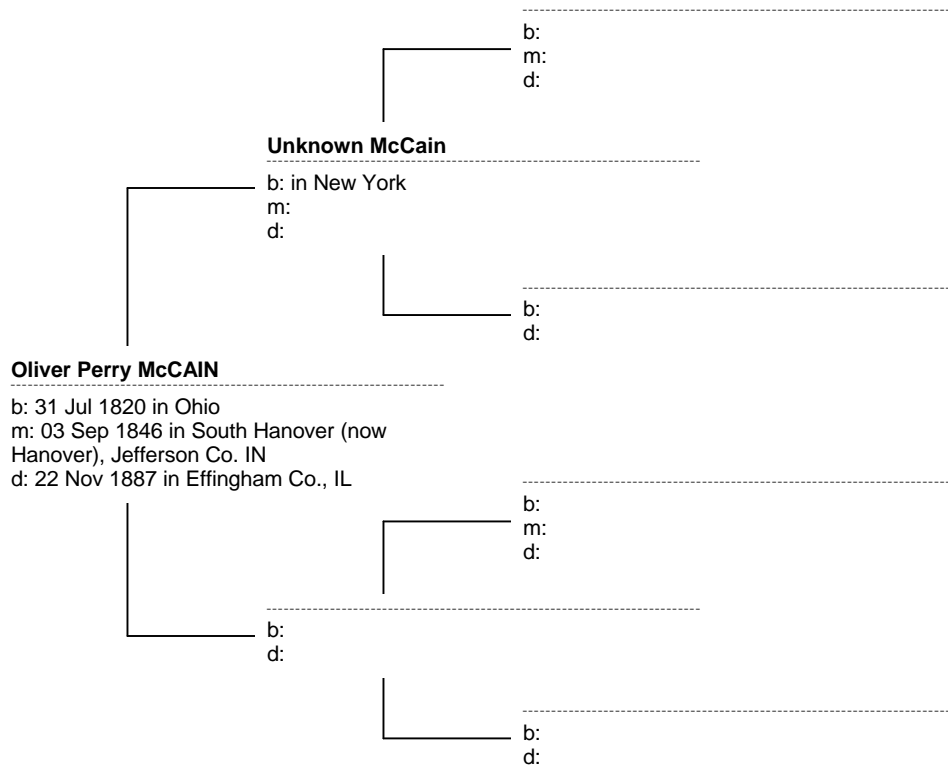 b:
m:
d:
Unknown McCain
b: in New York
m:
d:
b:
d:
Oliver Perry McCAIN
b: 31 Jul 1820 in Ohio
m: 03 Sep 1846 in South Hanover (now
Hanover), Jefferson Co. IN
d: 22 Nov 1887 in Effingham Co., IL
b:
m:
d:
b:
d:
b:
d: